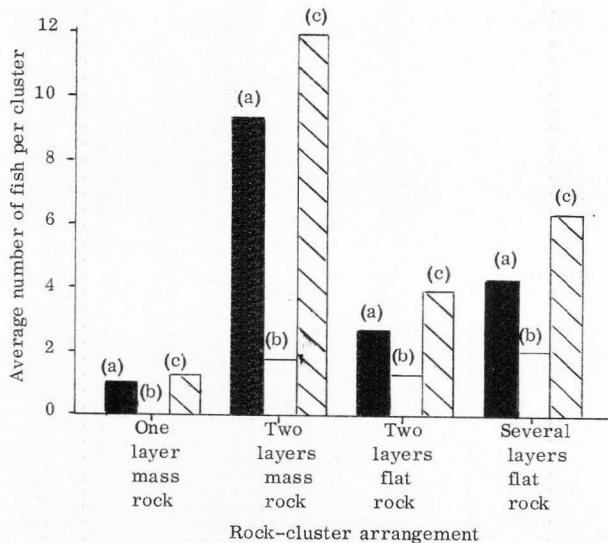 Average number of fish per cluster
12
10
8
6
4
2
0
(a)
(b)
(c)
(a)
(b)
(c)
(a)
(b)
(c)
(a)
(b)
(c)
One
layer
mass
rock
Two
layers
mass
rock
Two
layers
flat
rock
Several
layers
flat
rock
Rock-cluster arrangement